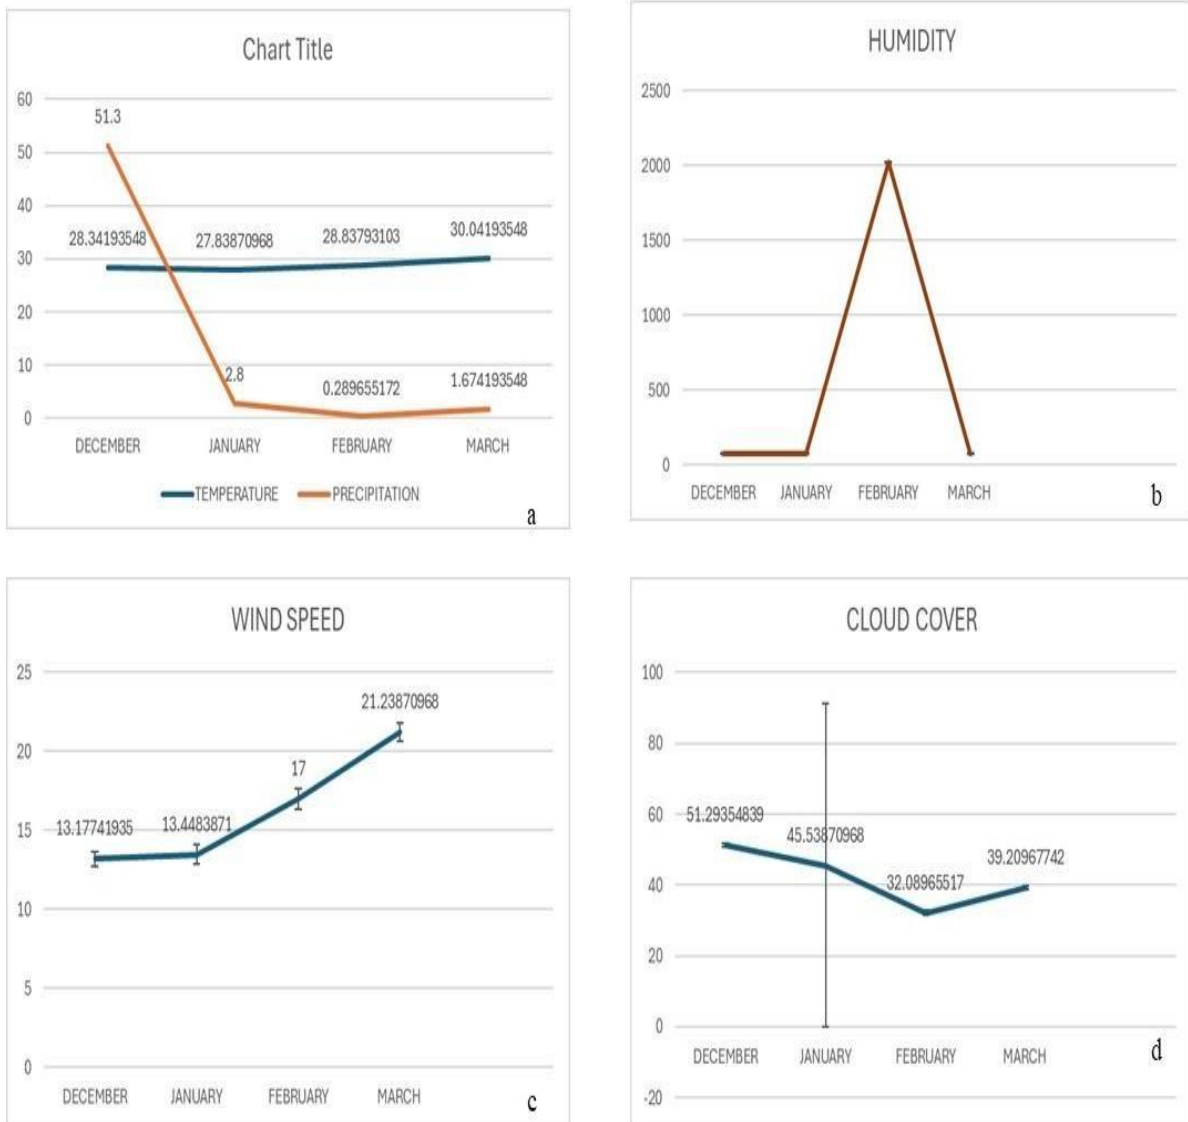 Chart Title
60
51.3
50
40
28.34193548 27.83870968 28.83793103 30.04193548
30
20
10
2.8 0.289655172 1.674193548
0
DECEMBER JANUARY FEBRUARY MARCH
TEMPERATURE PRECIPITATION
a
HUMIDITY
2500
2000
1500
1000
500
0
DECEMBER JANUARY FEBRUARY MARCH
b
WIND SPEED
25
21.23870968
20
17
13.17741935 13.4483871
15
10
5
0
DECEMBER JANUARY FEBRUARY MARCH
c
CLOUD COVER
100
80
60
51.29354839 45.53870968
39.20967742
40
32.08965517
20
0
DECEMBER JANUARY FEBRUARY MARCH
d
-20